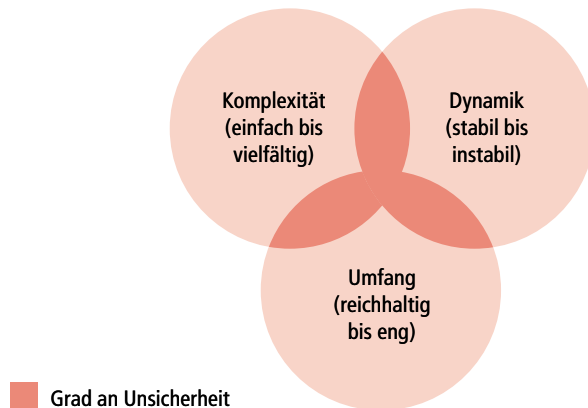 Komplexität
(einfach bis
vielfältig)
Dynamik
(stabil bis
instabil)
Umfang
(reichhaltig
bis eng)
Grad an Unsicherheit